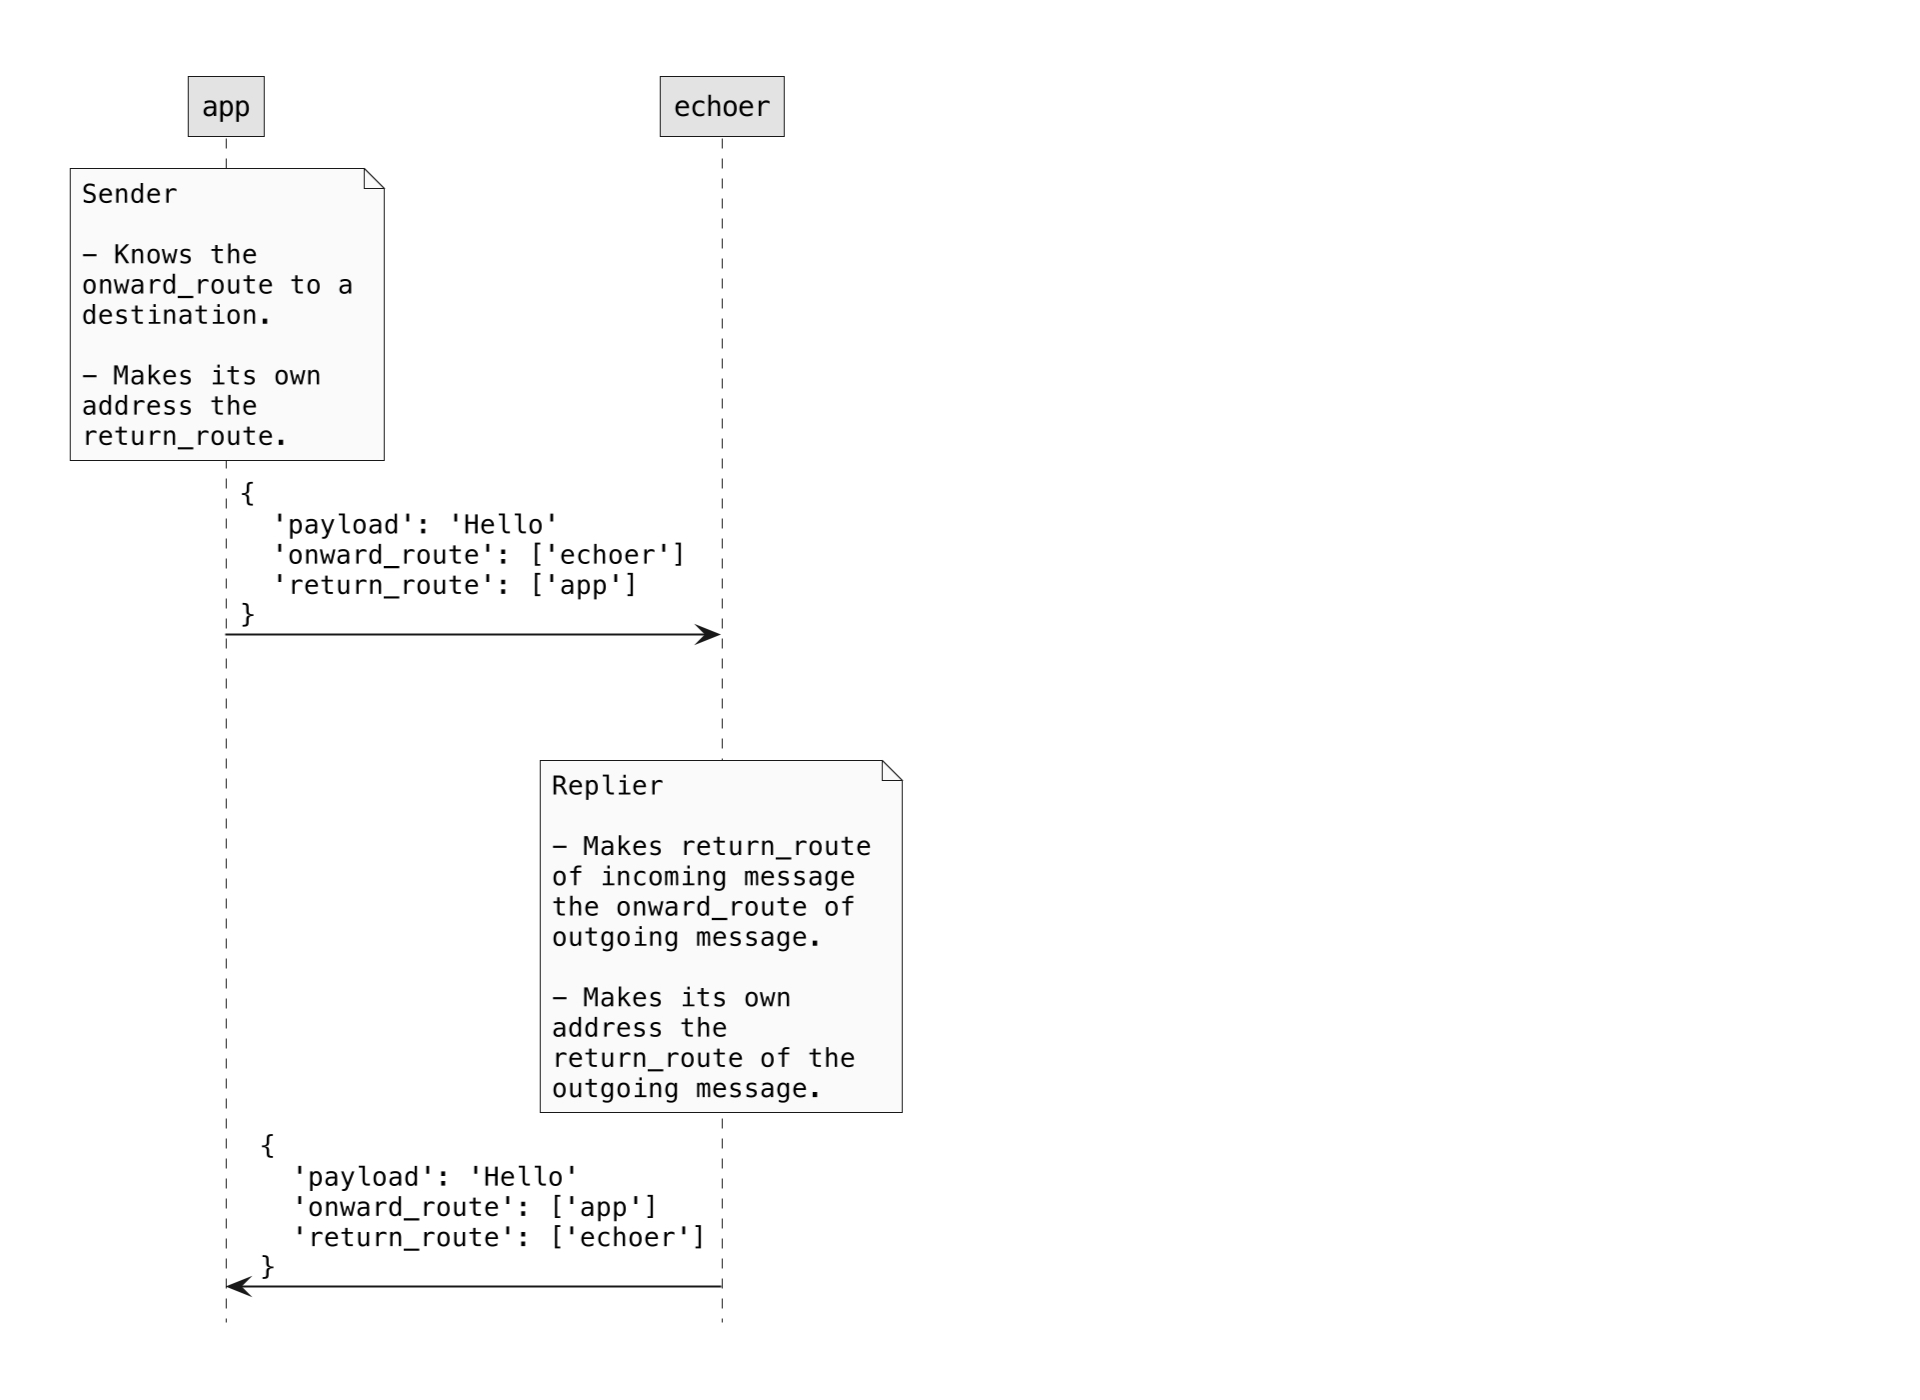 app
echoer
Sender
– Knows the
onward_route to a
destination.
– Makes its own
address the
return_route.
{
'payload': 'Hello'
'onward_route': ['echoer']
'return_route': ['app']
}
Replier
– Makes return_route
of incoming message
the onward_route of
outgoing message.
– Makes its own
address the
return_route of the
outgoing message.
{
'payload': 'Hello'
'onward_route': ['app']
'return_route': ['echoer']
}